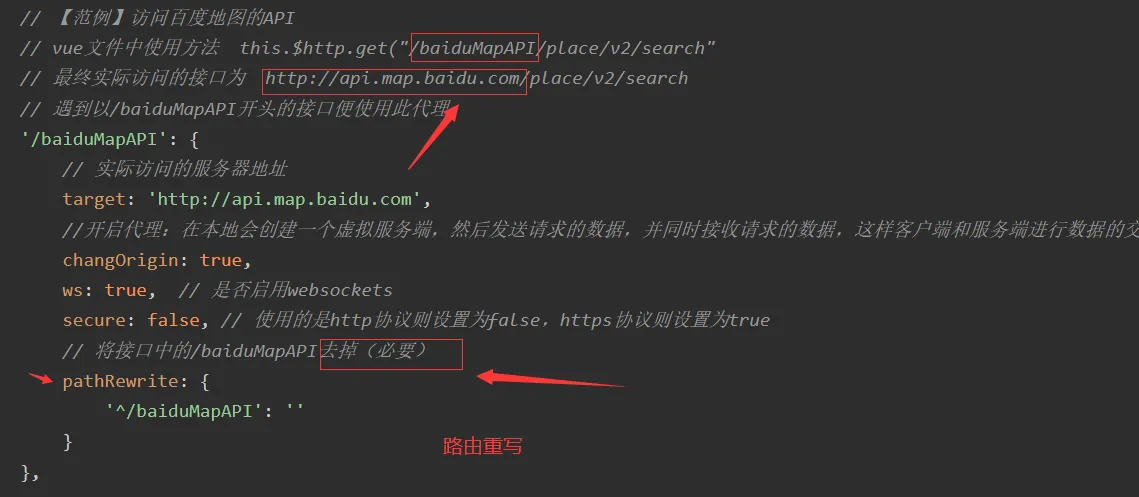 // 【范例】访问百度地图的API
// vue文件中使用方法  this.$http.get("/baiduMapAPI/place/v2/search"
// 最终实际访问的接口为  http://api.map.baidu.com/place/v2/search
// 遇到以/baiduMapAPI开头的接口便使用此代理
'/baiduMapAPI': {
    // 实际访问的服务器地址
    target: 'http://api.map.baidu.com',
    //开启代理：在本地会创建一个虚拟服务端，然后发送请求的数据，并同时接收请求的数据，这样客户端和服务端进行数据的交
    changOrigin: true,
    ws: true,  // 是否启用websockets
    secure: false, // 使用的是http协议则设置为false，https协议则设置为true
    // 将接口中的/baiduMapAPI去掉（必要）
    pathRewrite: {
        '^/baiduMapAPI': ''
    }
路由重写
},